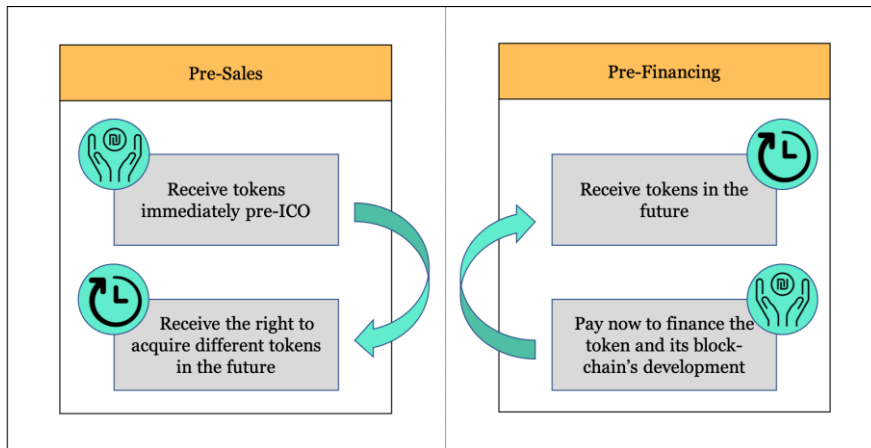 Pre-Sales
Receive tokens
immediately pre-ICO
Receive the right to
acquire different tokens
in the future
Pre-Financing
Receive tokens in the
future
Pay now to finance the
token and its block-
chain's development